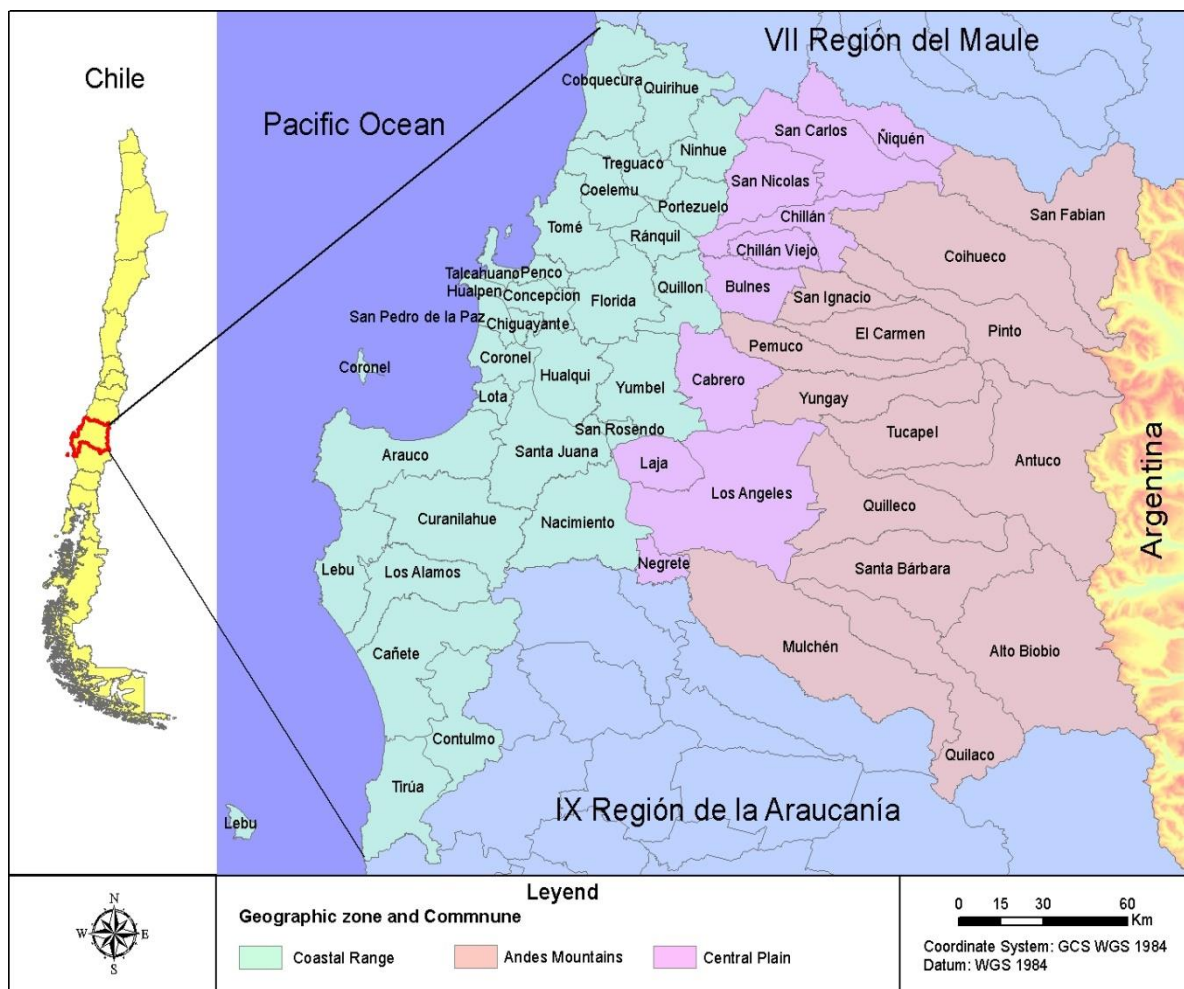 Chile
Pacific Ocean
VII Región del Maule
Cobquecura
Quirihue
San Carlos
Ñiquén
Ninhue
Treguaco
San Nicolas
Coelemu
Portezuelo
Chillán
San Fabian
Tomé
Ránquil
Chillán Viejo
Coihueco
Talcahuano
Penco
Hualpen
Concepcion
Florida
Quillon
Bulnes
San Ignacio
San Pedro de la Paz
Chiguayante
El Carmen
Pinto
Pemuco
Coronel
Coronel
Hualqui
Yumbel
Cabrero
Lota
Yungay
San Rosendo
Tucapel
Arauco
Santa Juana
Laja
Antuco
Los Angeles
Quilleco
Curanilahue
Nacimiento
Argentina
Negrete
Lebu
Los Alamos
Santa Bárbara
Cañete
Mulchén
Alto Biobio
Contulmo
Quilaco
Tirúa
IX Región de la Araucanía
Lebu
N
W E
S
Leyend
Geographic zone and Commnune
Coastal Range
Andes Mountains
Central Plain
0 15 30 60
Km
Coordinate System: GCS WGS 1984
Datum: WGS 1984